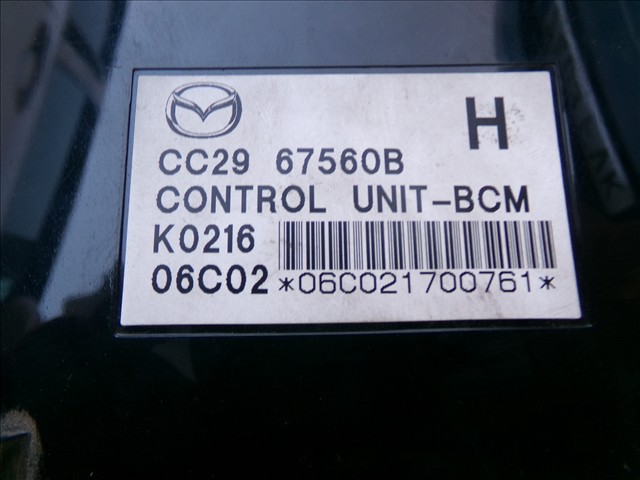 H
CC29 67560B
CONTROL UNIT-BCM
K0216
06C02 *06C021700761*